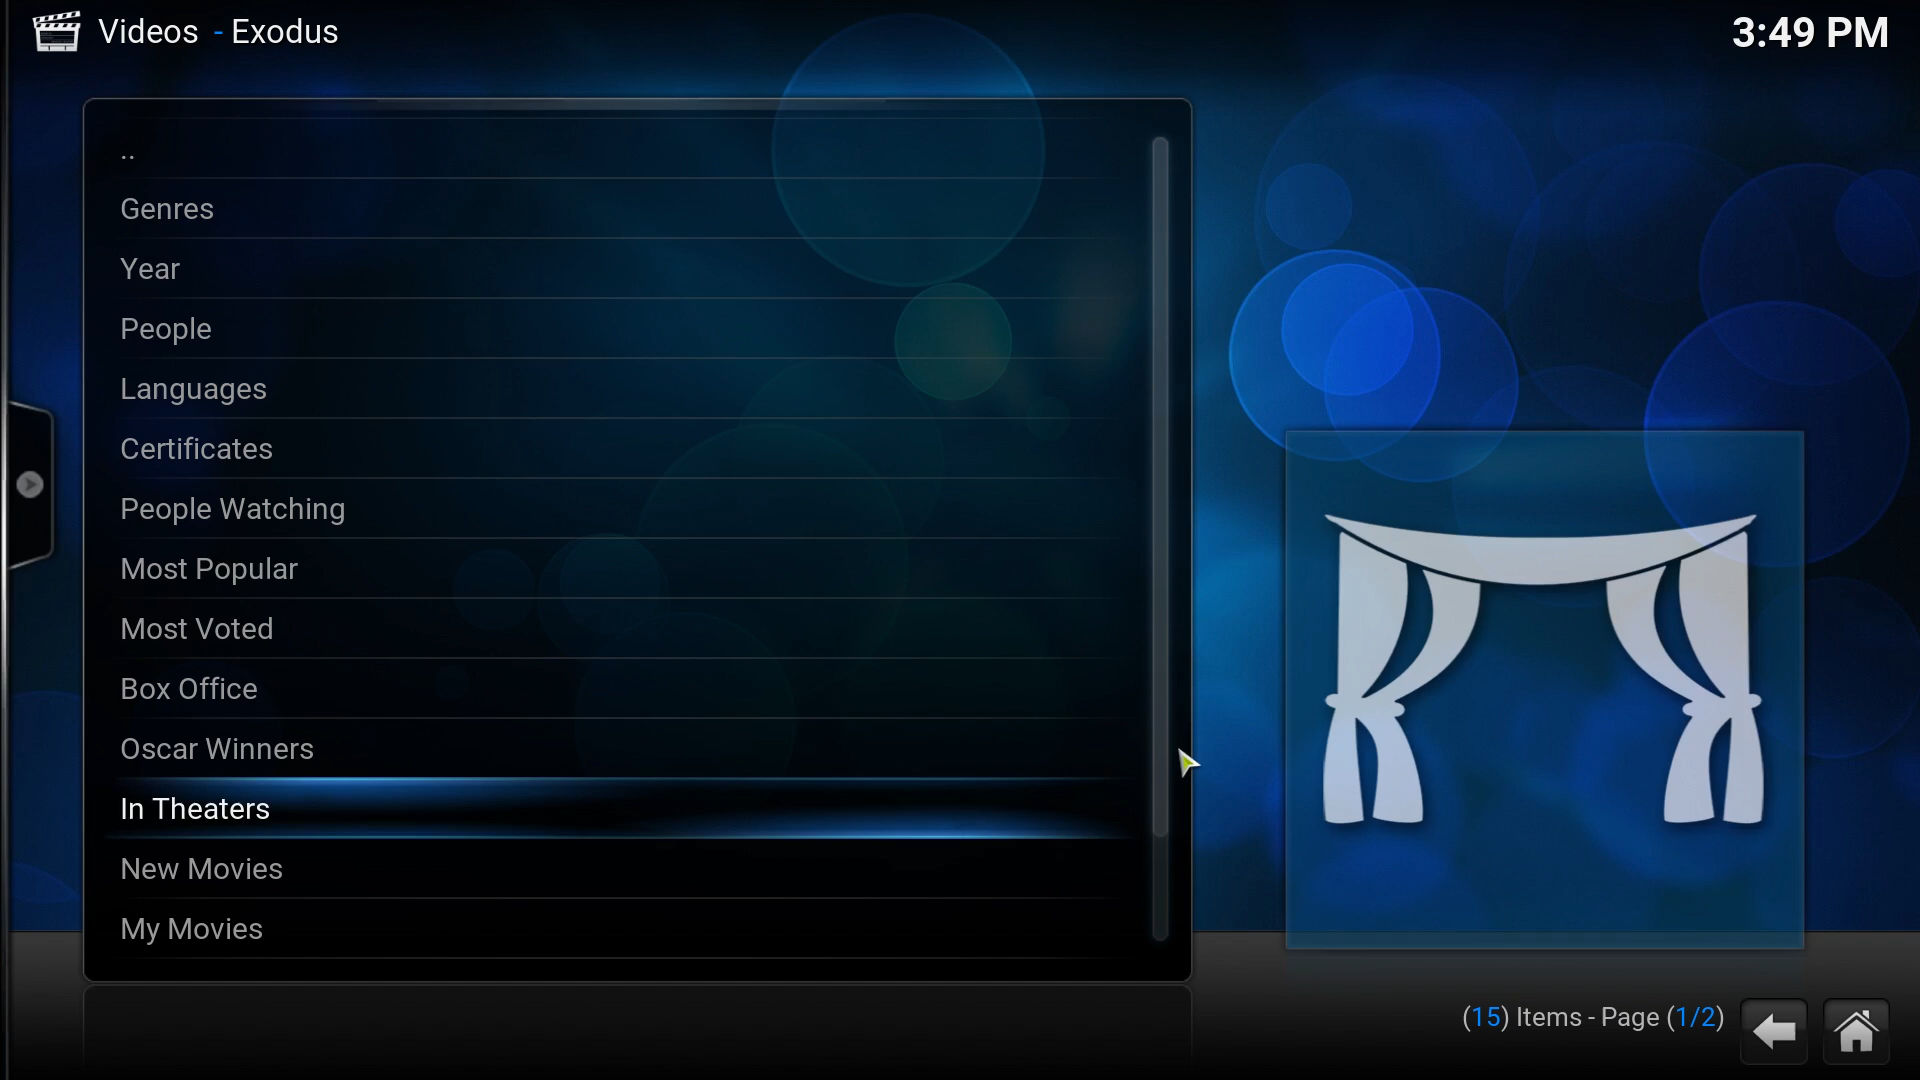 Videos - Exodus
3:49 PM
..
Genres
Year
People
Languages
Certificates
People Watching
Most Popular
Most Voted
Box Office
Oscar Winners
In Theaters
New Movies
My Movies
(15) Items - Page (1/2)